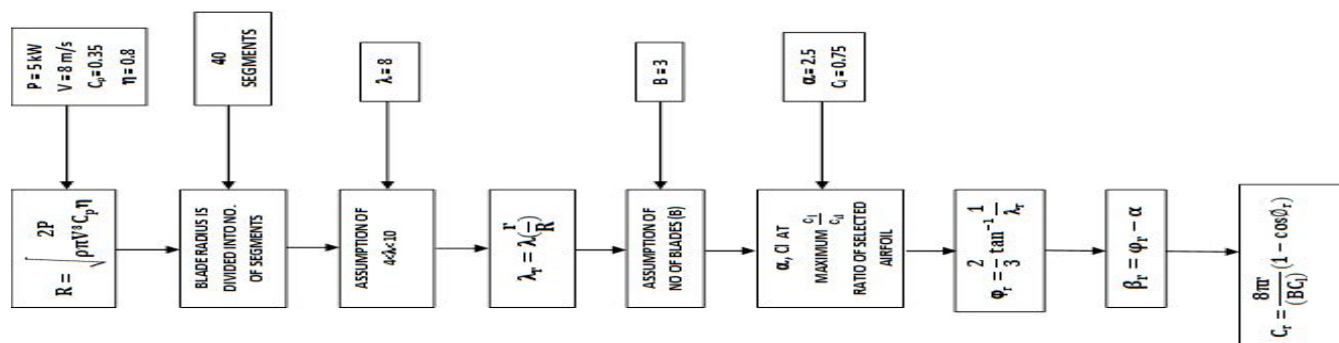 P = 5 kW
V = 8 m/s
Cₚ = 0.35
η = 0.8
R = √(2P / ρπV³Cₚη)
40
SEGMENTS
BLADE RADIUS IS
DIVIDED INTO NO.
OF SEGMENTS
λ = 8
ASSUMPTION OF
4<λ<10
λᵣ = λ(r/R)
B = 3
ASSUMPTION OF
NO OF BLADES (B)
α = 2.5
Cₗ = 0.75
α, Cl AT
MAXIMUM cₗ/c_d
RATIO OF SELECTED
AIRFOIL
φᵣ = 2/3 tan⁻¹ 1/λᵣ
βᵣ = φᵣ − α
Cᵣ = 8πr/(BCₗ) (1 − cosØᵣ)